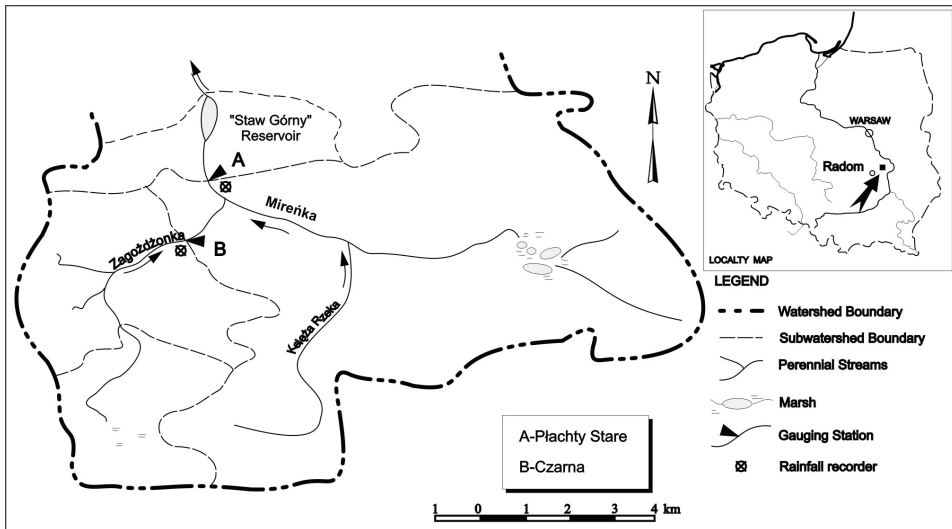 "Staw Górny"
Reservoir
A
N
Mireńka
Zagożdżonka
B
Księża Rzeka
A-Płachty Stare
B-Czarna
1 0 1 2 3 4 km
WARSAW
Radom
LOCALTY MAP
LEGEND
Watershed Boundary
Subwatershed Boundary
Perennial Streams
Marsh
Gauging Station
Rainfall recorder